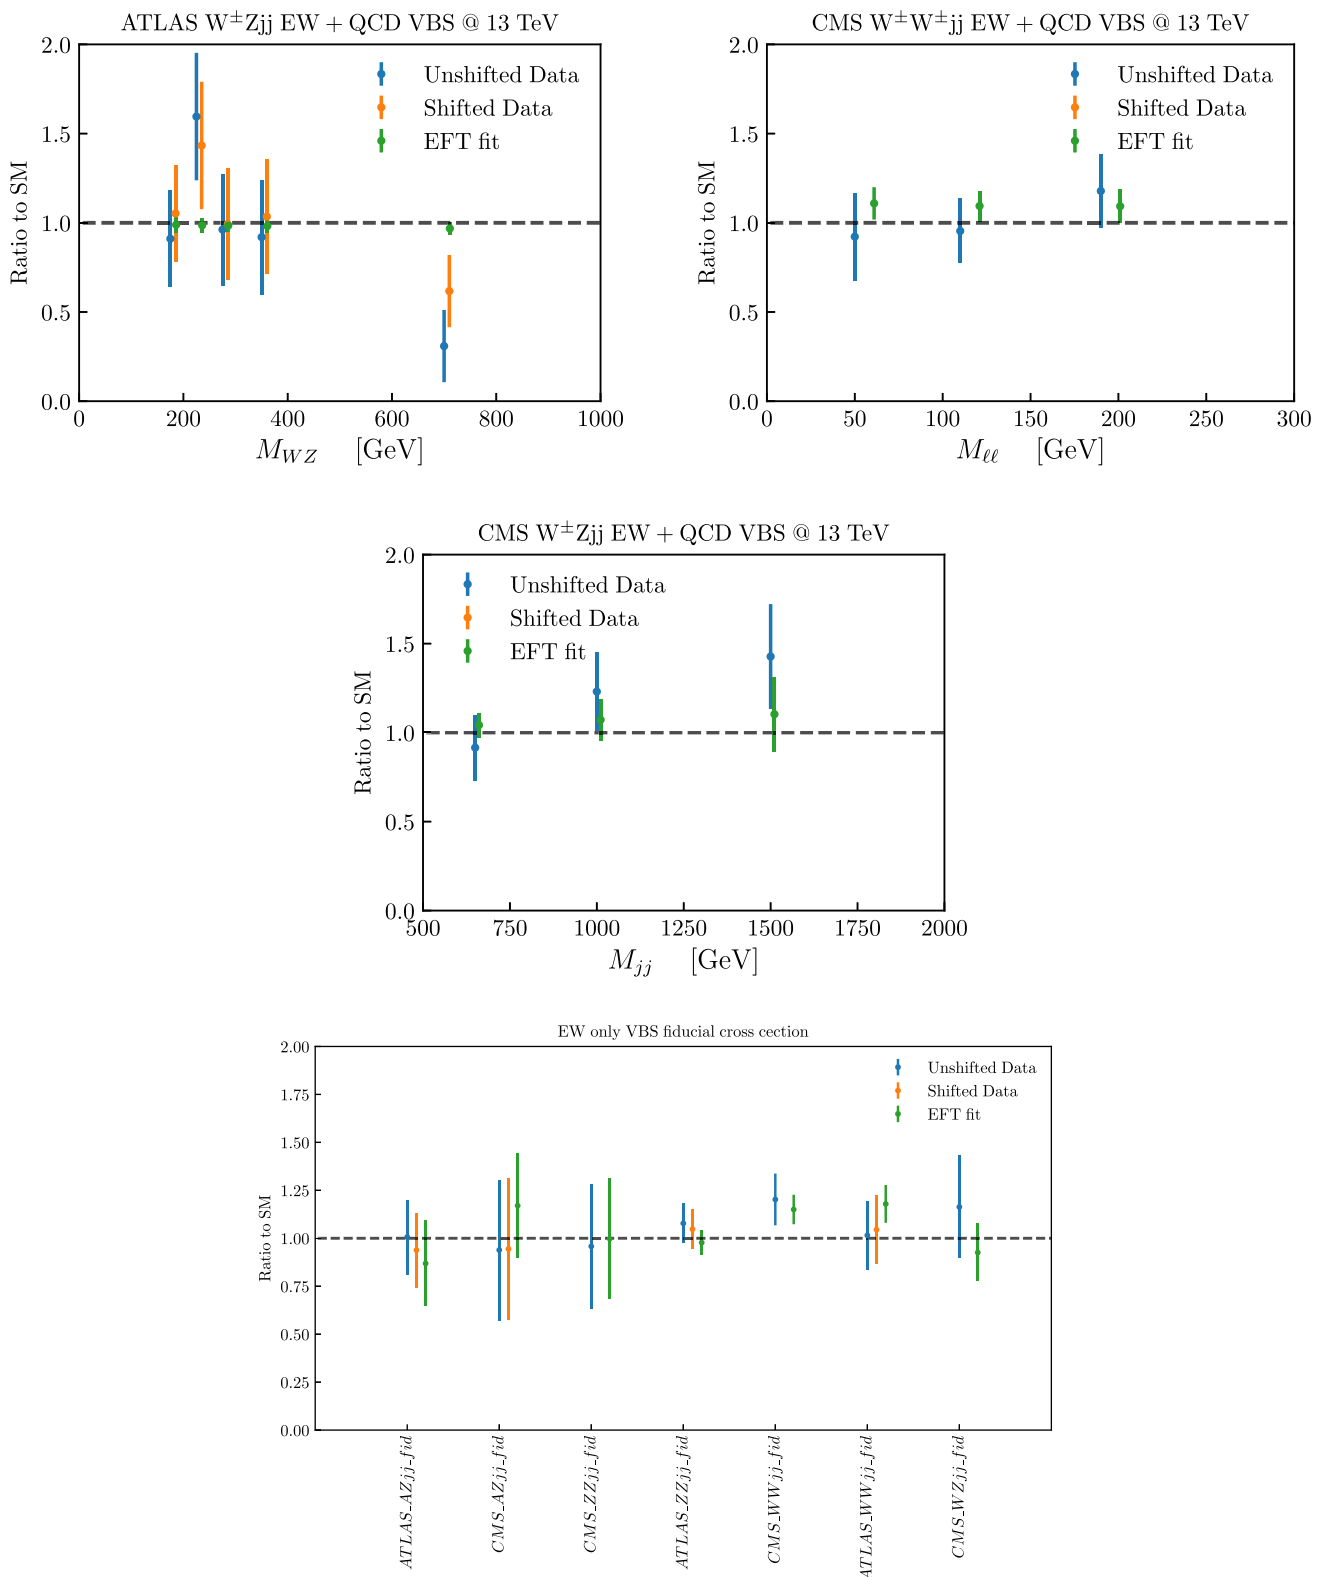 ATLAS W±Zjj EW + QCD VBS @ 13 TeV
2.0
1.5
1.0
0.5
0.0
Ratio to SM
Unshifted Data
Shifted Data
EFT fit
0 200 400 600 800 1000
M_{WZ} [GeV]
CMS W±W±jj EW + QCD VBS @ 13 TeV
2.0
1.5
1.0
0.5
0.0
Ratio to SM
Unshifted Data
Shifted Data
EFT fit
0 50 100 150 200 250 300
M_{ℓℓ} [GeV]
CMS W±Zjj EW + QCD VBS @ 13 TeV
2.0
1.5
1.0
0.5
0.0
Ratio to SM
Unshifted Data
Shifted Data
EFT fit
500 750 1000 1250 1500 1750 2000
M_{jj} [GeV]
EW only VBS fiducial cross cection
2.00
1.75
1.50
1.25
1.00
0.75
0.50
0.25
0.00
Ratio to SM
Unshifted Data
Shifted Data
EFT fit
ATLAS_AZjj_fid
CMS_AZjj_fid
CMS_ZZjj_fid
ATLAS_ZZjj_fid
CMS_WWjj_fid
ATLAS_WWjj_fid
CMS_WZjj_fid